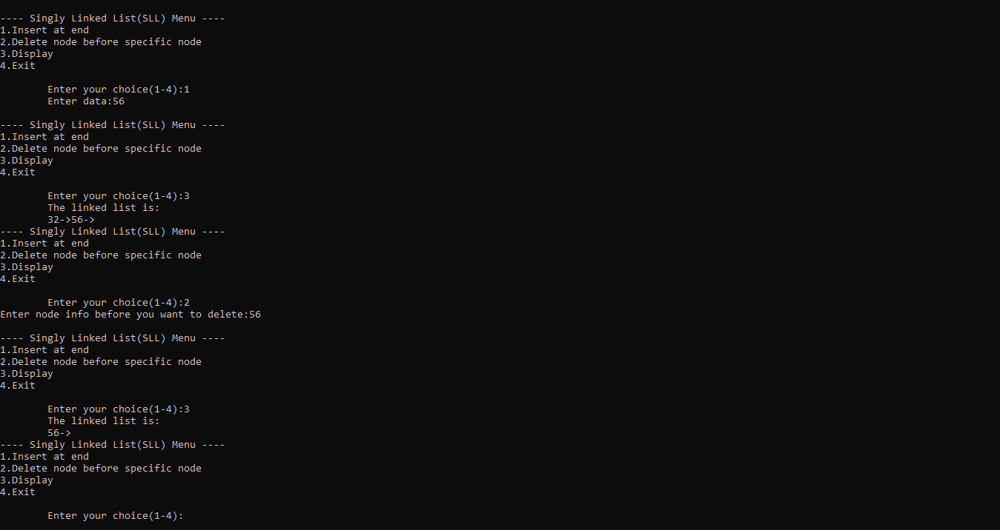 ---- Singly Linked List(SLL) Menu ----
1.Insert at end
2.Delete node before specific node
3.Display
4.Exit
Enter your choice(1-4):1
Enter data:56
---- Singly Linked List(SLL) Menu ----
1.Insert at end
2.Delete node before specific node
3.Display
4.Exit
Enter your choice(1-4):3
The linked list is:
32->56->
---- Singly Linked List(SLL) Menu ----
1.Insert at end
2.Delete node before specific node
3.Display
4.Exit
Enter your choice(1-4):2
Enter node info before you want to delete:56
---- Singly Linked List(SLL) Menu ----
1.Insert at end
2.Delete node before specific node
3.Display
4.Exit
Enter your choice(1-4):3
The linked list is:
56->
---- Singly Linked List(SLL) Menu ----
1.Insert at end
2.Delete node before specific node
3.Display
4.Exit
Enter your choice(1-4):